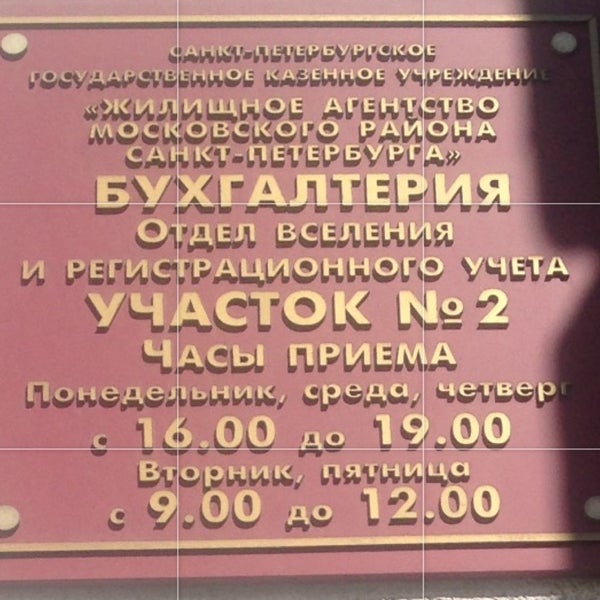 САНКТ-ПЕТЕРБУРГСКОЕ
ГОСУДАРСТВЕННОЕ КАЗЕННОЕ УЧРЕЖДЕНИЕ
«ЖИЛИЩНОЕ АГЕНТСТВО
МОСКОВСКОГО РАЙОНА
САНКТ-ПЕТЕРБУРГА»
БУХГАЛТЕРИЯ
ОТДЕЛ ВСЕЛЕНИЯ
И РЕГИСТРАЦИОННОГО УЧЕТА
УЧАСТОК №2
ЧАСЫ ПРИЕМА
Понедельник, среда, четверг
с 16.00 до 19.00
Вторник, пятница
с 9.00 до 12.00